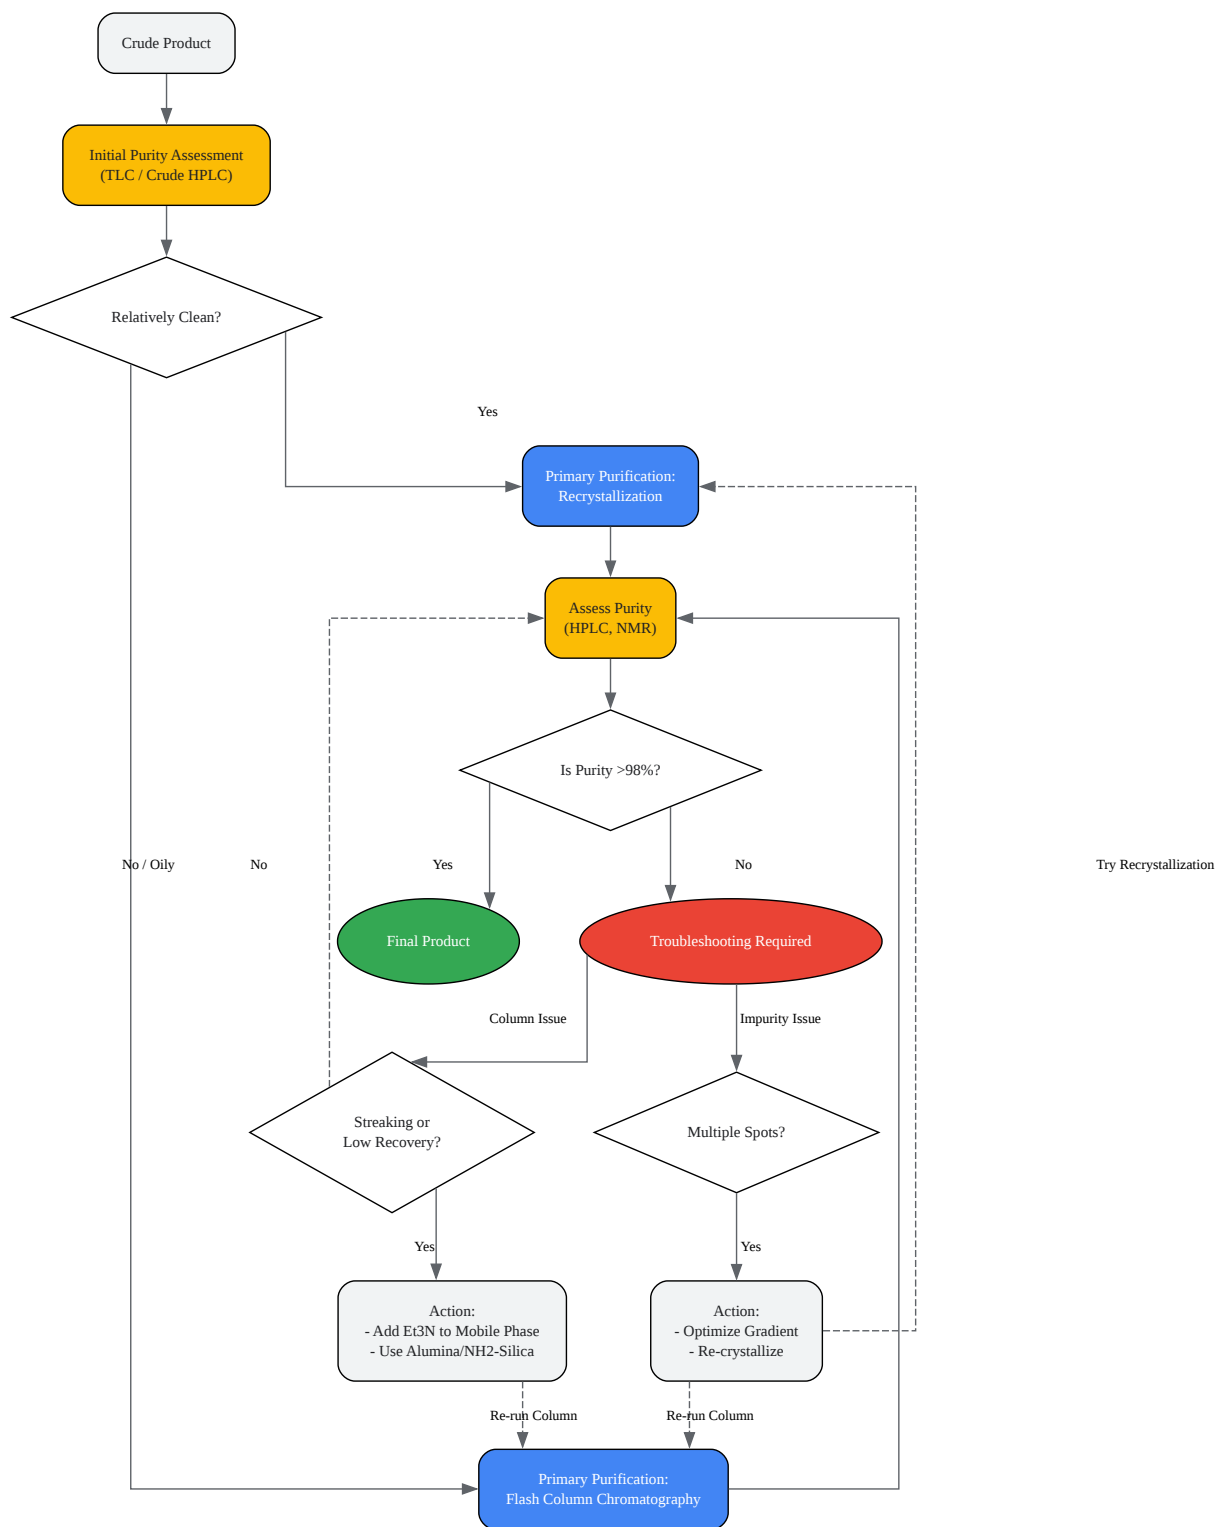 Crude Product
Initial Purity Assessment
(TLC / Crude HPLC)
Relatively Clean?
Yes
Primary Purification:
Recrystallization
Assess Purity
(HPLC, NMR)
Is Purity >98%?
No / Oily
No
Yes
No
Try Recrystallization
Final Product
Troubleshooting Required
Column Issue
Impurity Issue
Streaking or
Low Recovery?
Multiple Spots?
Yes
Yes
Action:
- Add Et3N to Mobile Phase
- Use Alumina/NH2-Silica
Action:
- Optimize Gradient
- Re-crystallize
Re-run Column
Re-run Column
Primary Purification:
Flash Column Chromatography